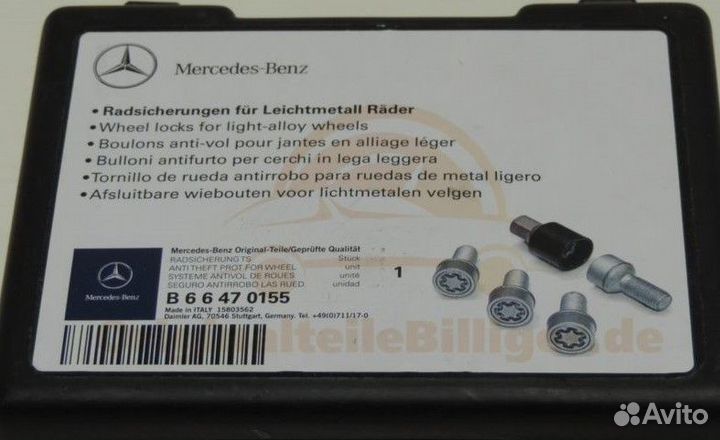 Mercedes-Benz
• Radsicherungen für Leichtmetall Räder
• Wheel locks for light-alloy wheels
• Boulons anti-vol pour jantes en alliage léger
• Bulloni antifurto per cerchi in lega leggera
• Tornillo de rueda antirrobo para ruedas de metal ligero
• Afsluitbare wiebouten voor lichtmetalen velgen
Mercedes-Benz Original-Teile/Geprüfte Qualität
RADSICHERUNG TS Stück
ANTI THEFT PROT.FOR WHEEL unit
SYSTEME ANTIVOL DE ROUES unité 1
SEGURO ANTIRROBO LAS RUED. unidad
Mercedes-Benz
B 6 6 47 0155
Made in ITALY 15803562
Daimler AG, 70546 Stuttgart, Germany. Tel. +49(0)711/17-0
alteileBilliger.de
Avito